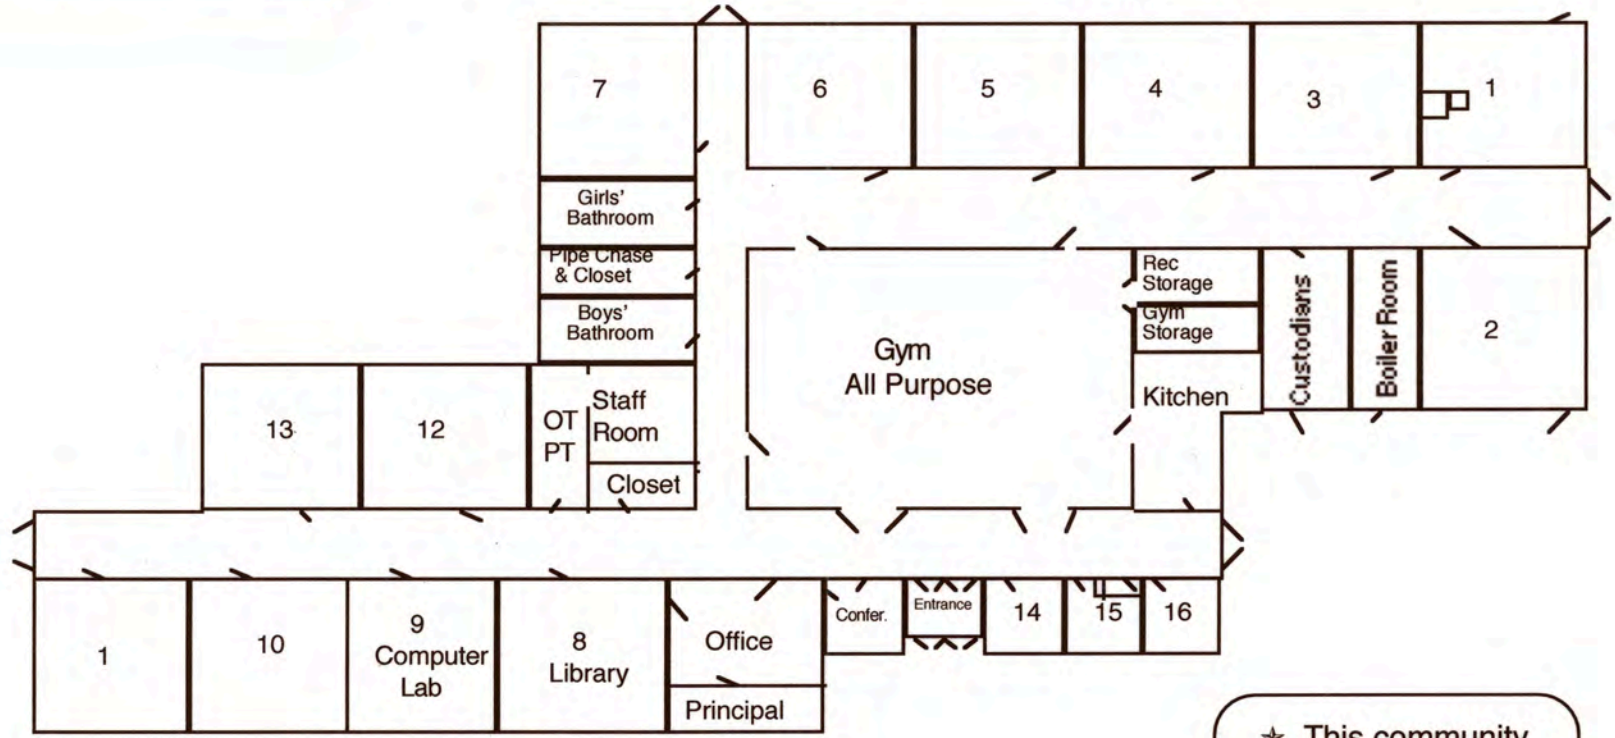 7
6
5
4
3
1
Girls'
Bathroom
Pipe Chase
& Closet
Boys'
Bathroom
Rec
Storage
Gym
Storage
Custodians
Boiler Room
2
Gym
All Purpose
Kitchen
13
12
OT
PT
Staff
Room
Closet
1
10
9
Computer
Lab
8
Library
Office
Principal
Confer.
Entrance
14
15
16
☆ This community